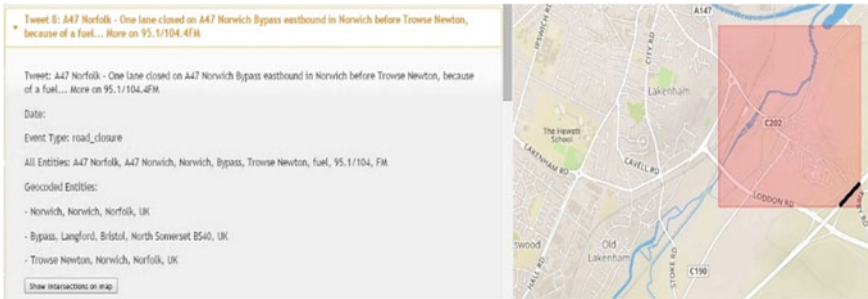 Tweet 8: A47 Norfolk - One lane closed on A47 Norwich Bypass eastbound in Norwich before Trowse Newton,
because of a fuel... More on 95.1/104.4FM
Tweet: A47 Norfolk - One lane closed on A47 Norwich Bypass eastbound in Norwich before Trowse Newton, because
of a fuel... More on 95.1/104.4FM
Date:
Event Type: road_closure
All Entities: A47 Norfolk, A47 Norwich, Norwich, Bypass, Trowse Newton, fuel, 95.1/104, FM
Geocoded Entities:
- Norwich, Norwich, Norfolk, UK
- Bypass, Langford, Bristol, North Somerset BS40, UK
- Trowse Newton, Norwich, Norfolk, UK
Show intersections on map
A147
IPSWICH RD
CITY RD
Lakenham
C202
The Hewett
School
LAKENHAM RD
CAVELL RD
LODDON RD
swood
Old
Lakenham
HALL RD
STOKE RD
C190
RD